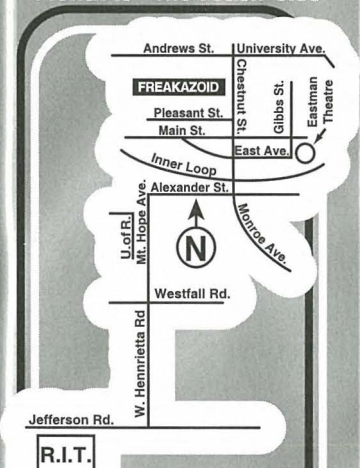 Andrews St. University Ave.
FREAKAZOID
Chestnut St.
Gibbs St.
Eastman
Theatre
Pleasant St.
Main St.
East Ave.
Inner Loop
Alexander St.
Mt. Hope Ave.
U.of R.
N
Monroe Ave.
Westfall Rd.
W. Hennrietta Rd
Jefferson Rd.
R.I.T.